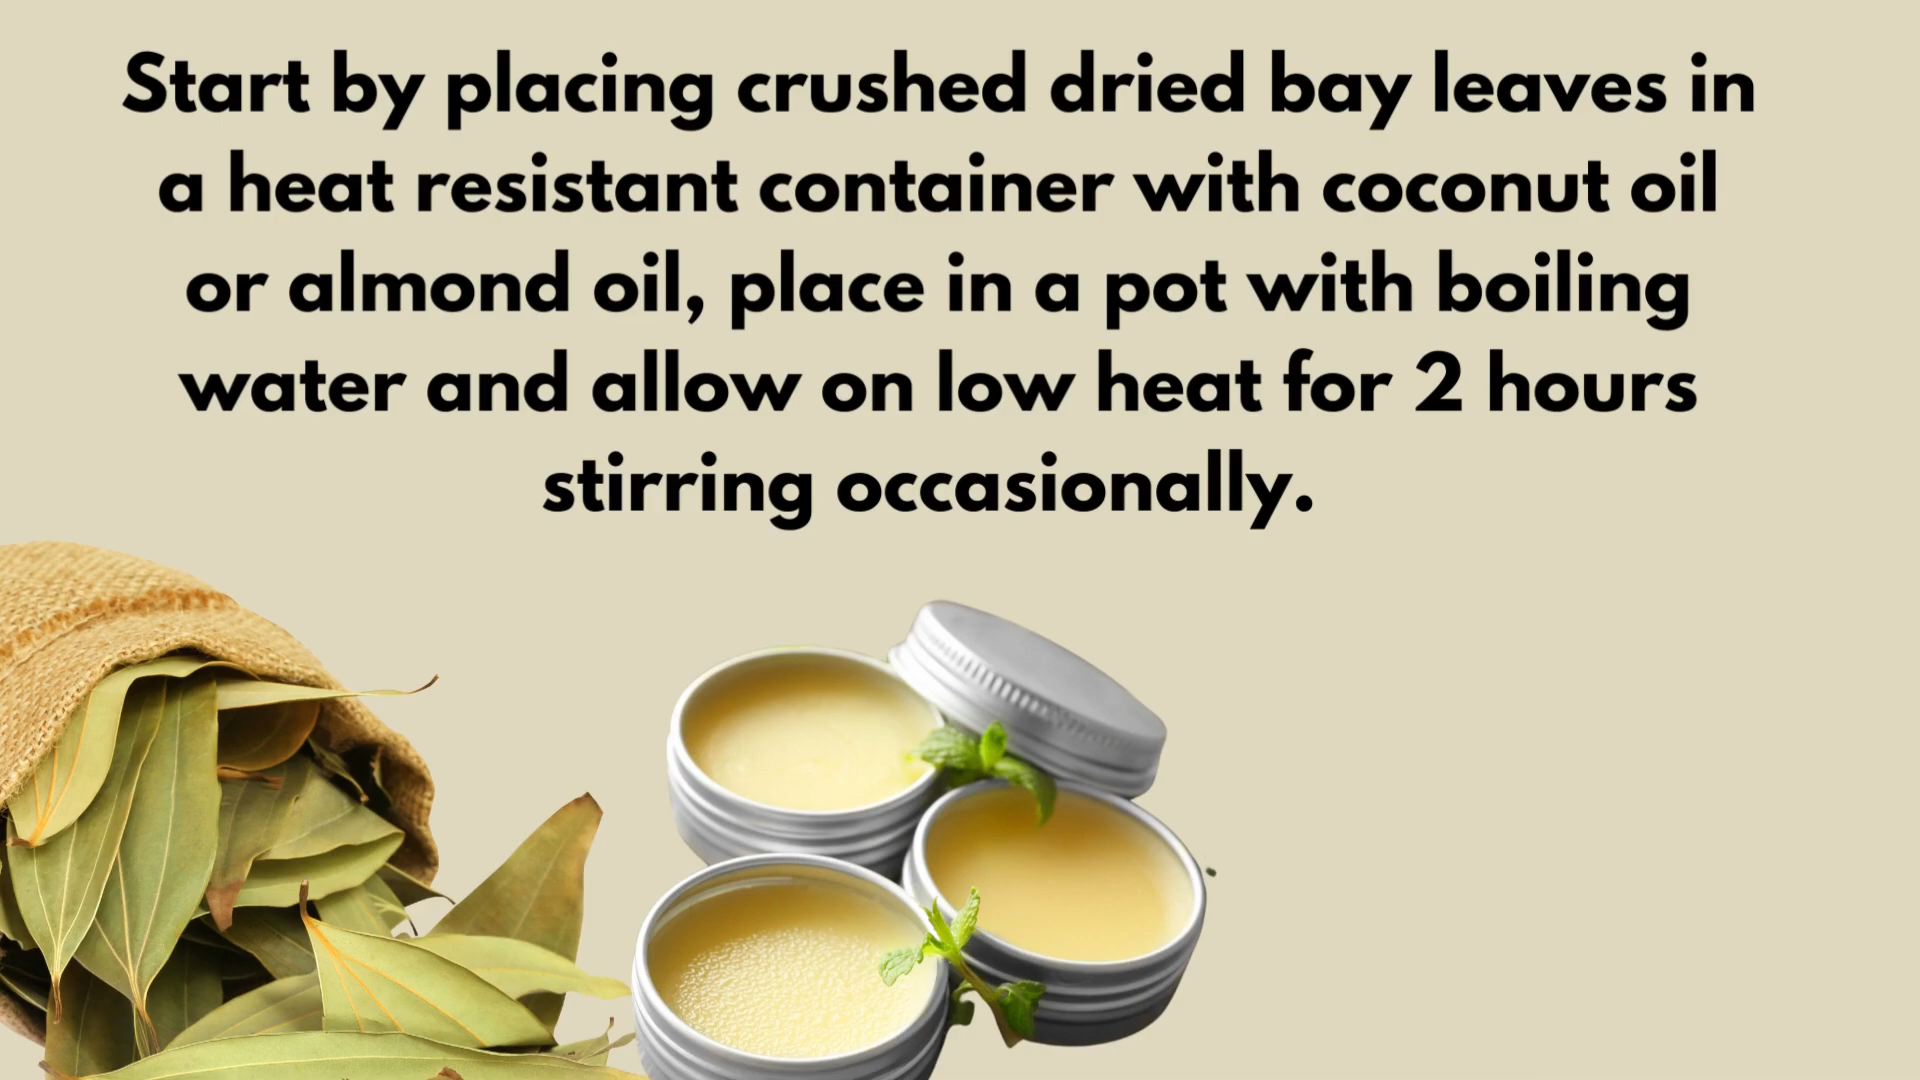 Start by placing crushed dried bay leaves in
a heat resistant container with coconut oil
or almond oil, place in a pot with boiling
water and allow on low heat for 2 hours
stirring occasionally.